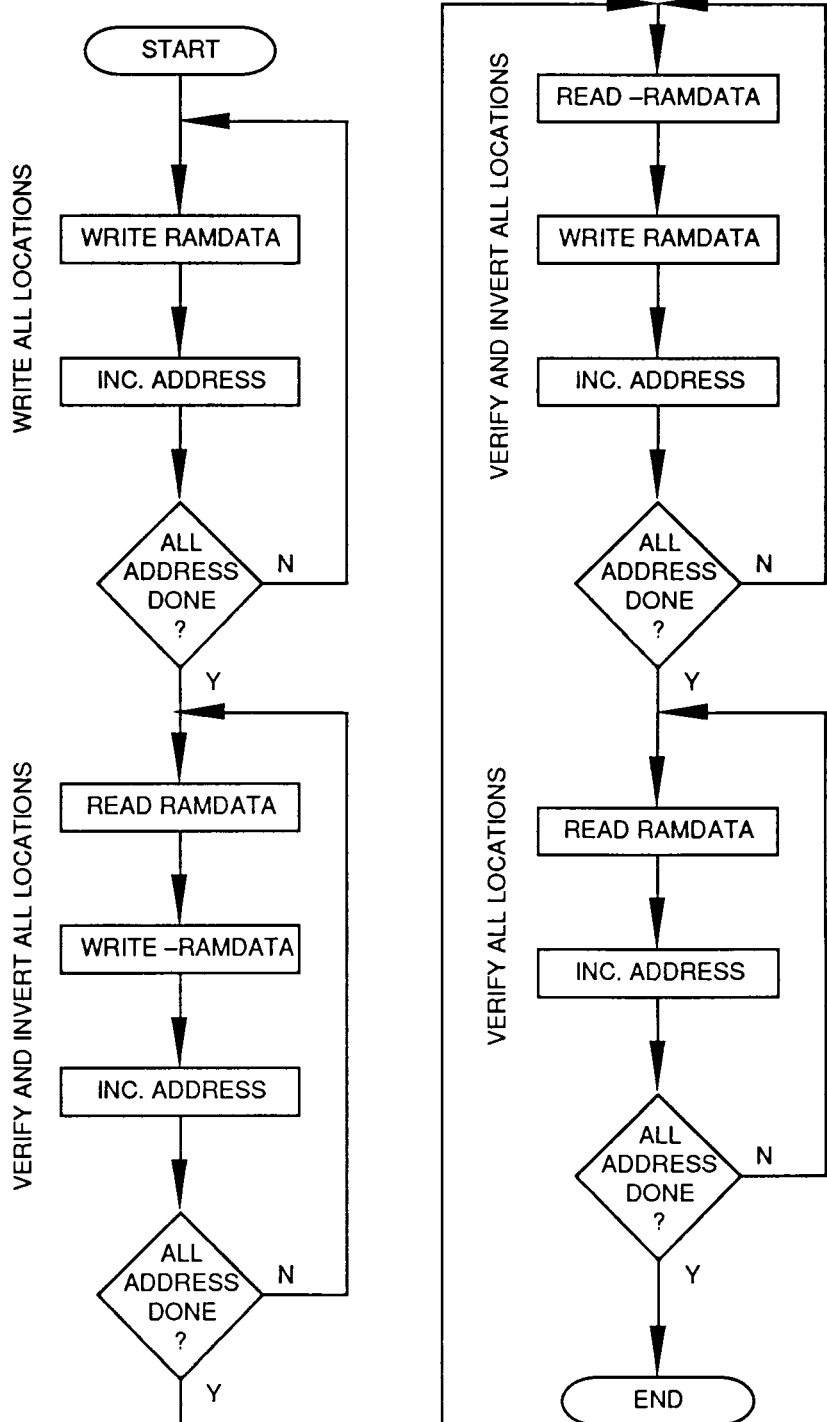 START
WRITE ALL LOCATIONS
WRITE RAMDATA
INC. ADDRESS
ALL
ADDRESS
DONE
?
N
Y
VERIFY AND INVERT ALL LOCATIONS
READ RAMDATA
WRITE –RAMDATA
INC. ADDRESS
ALL
ADDRESS
DONE
?
N
Y
VERIFY AND INVERT ALL LOCATIONS
READ –RAMDATA
WRITE RAMDATA
INC. ADDRESS
ALL
ADDRESS
DONE
?
N
Y
VERIFY ALL LOCATIONS
READ RAMDATA
INC. ADDRESS
ALL
ADDRESS
DONE
?
N
Y
END